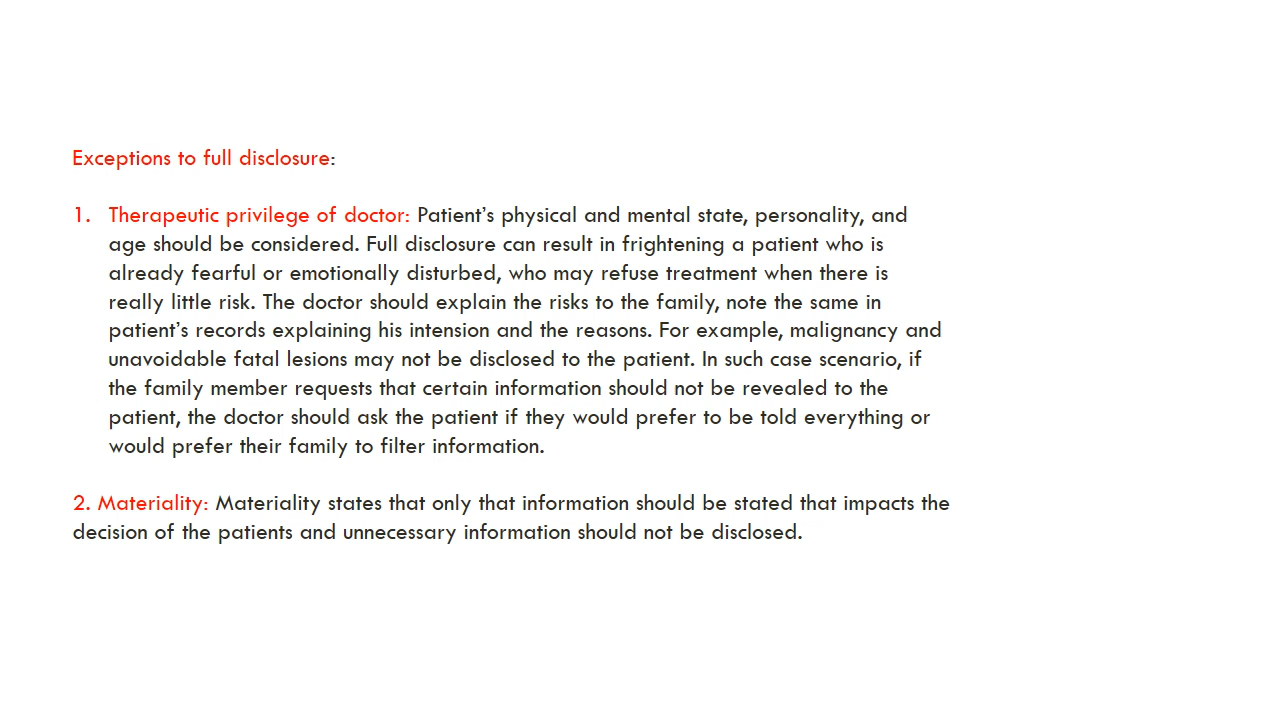 Exceptions to full disclosure:
1. Therapeutic privilege of doctor: Patient’s physical and mental state, personality, and
age should be considered. Full disclosure can result in frightening a patient who is
already fearful or emotionally disturbed, who may refuse treatment when there is
really little risk. The doctor should explain the risks to the family, note the same in
patient’s records explaining his intension and the reasons. For example, malignancy and
unavoidable fatal lesions may not be disclosed to the patient. In such case scenario, if
the family member requests that certain information should not be revealed to the
patient, the doctor should ask the patient if they would prefer to be told everything or
would prefer their family to filter information.
2. Materiality: Materiality states that only that information should be stated that impacts the
decision of the patients and unnecessary information should not be disclosed.